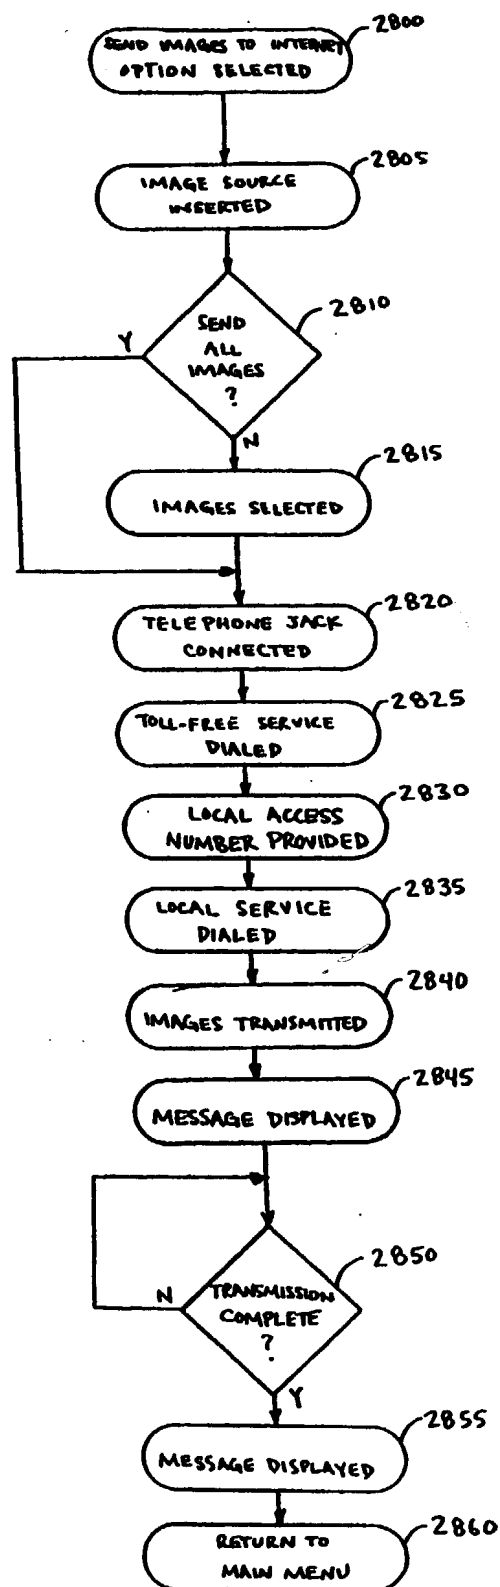 2800
SEND IMAGES TO INTERNET
OPTION SELECTED
2805
IMAGE SOURCE
INSERTED
2810
SEND
ALL
IMAGES
?
Y
N
2815
IMAGES SELECTED
2820
TELEPHONE JACK
CONNECTED
2825
TOLL-FREE SERVICE
DIALED
2830
LOCAL ACCESS
NUMBER PROVIDED
2835
LOCAL SERVICE
DIALED
2840
IMAGES TRANSMITTED
2845
MESSAGE DISPLAYED
2850
TRANSMISSION
COMPLETE
?
N
Y
2855
MESSAGE DISPLAYED
2860
RETURN TO
MAIN MENU